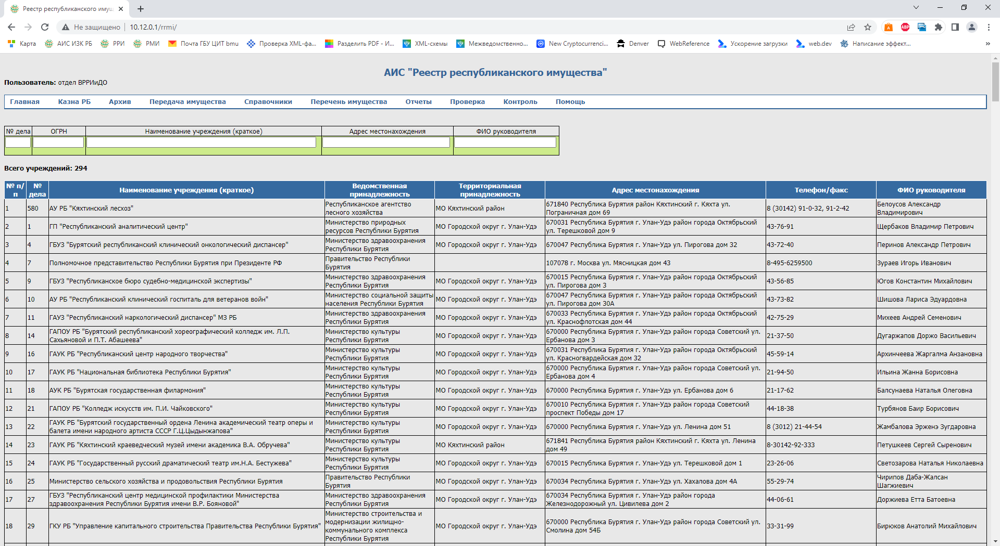 Реестр республиканского имущ
Не защищено 10.12.0.1/rrmi/
Карта АИС ИЗК РБ РРИ РМИ Почта ГБУ ЦИТ bmu Проверка XML-фа... Разделить PDF - И... XML-схемы Межведомственно... New Cryptocurrenci... Denver WebReference Ускорение загрузки web.dev Написание эффект... »
АИС "Реестр республиканского имущества"
Пользователь: отдел ВРРИиДО
Главная Казна РБ Архив Передача имущества Справочники Перечень имущества Отчеты Проверка Контроль Помощь
№ дела ОГРН Наименование учреждения (краткое) Адрес местонахождения ФИО руководителя
Всего учреждений: 294
№ п/п № дела Наименование учреждения (краткое) Ведомственная принадлежность Территориальная принадлежность Адрес местонахождения Телефон/факс ФИО руководителя
1 580 АУ РБ "Кяхтинский лесхоз" Республиканское агентство лесного хозяйства МО Кяхтинский район 671840 Республика Бурятия район Кяхтинский г. Кяхта ул. Пограничная дом 69 8 (30142) 91-0-32, 91-2-42 Белоусов Александр Владимирович
2 1 ГП "Республиканский аналитический центр" Министерство природных ресурсов Республики Бурятия МО Городской округ г. Улан-Удэ 670031 Республика Бурятия г. Улан-Удэ район города Октябрьский ул. Терешковой дом 9 43-76-91 Щербаков Владимир Петрович
3 4 ГБУЗ "Бурятский республиканский клинический онкологический диспансер" Министерство здравоохранения Республики Бурятия МО Городской округ г. Улан-Удэ 670047 Республика Бурятия г. Улан-Удэ ул. Пирогова дом 32 43-72-40 Перинов Александр Петрович
4 7 Полномочное представительство Республики Бурятия при Президенте РФ Правительство Республики Бурятия 107078 г. Москва ул. Мясницкая дом 43 8-495-6259500 Зураев Игорь Иванович
5 9 ГБУЗ "Республиканское бюро судебно-медицинской экспертизы" Министерство здравоохранения Республики Бурятия МО Городской округ г. Улан-Удэ 670015 Республика Бурятия г. Улан-Удэ район города Октябрьский ул. Пирогова дом 3 43-56-85 Югов Константин Михайлович
6 10 АУ РБ "Республиканский клинический госпиталь для ветеранов войн" Министерство социальной защиты населения Республики Бурятия МО Городской округ г. Улан-Удэ 670047 Республика Бурятия г. Улан-Удэ район города Октябрьский ул. Пирогова дом 30А 43-73-82 Шишова Лариса Эдуардовна
7 11 ГАУЗ "Республиканский наркологический диспансер" МЗ РБ Министерство здравоохранения Республики Бурятия МО Городской округ г. Улан-Удэ 670033 Республика Бурятия г. Улан-Удэ район города Октябрьский ул. Краснофлотская дом 44 42-75-29 Михеев Андрей Семенович
8 14 ГАПОУ РБ "Бурятский республиканский хореографический колледж им. Л.П. Сахьяновой и П.Т. Абашеева" Министерство культуры Республики Бурятия МО Городской округ г. Улан-Удэ 670000 Республика Бурятия г. Улан-Удэ район города Советский ул. Ербанова дом 3 21-37-50 Дугаржапов Доржо Васильевич
9 16 ГАУК РБ "Республиканский центр народного творчества" Министерство культуры Республики Бурятия МО Городской округ г. Улан-Удэ 670031 Республика Бурятия г. Улан-Удэ район города Октябрьский ул. Красногвардейская дом 32 45-59-14 Архинчеева Жаргалма Анзановна
10 17 ГАУК РБ "Национальная библиотека Республики Бурятия" Министерство культуры Республики Бурятия МО Городской округ г. Улан-Удэ 670000 Республика Бурятия г. Улан-Удэ район города Советский ул. Ербанова дом 4 21-94-50 Ильина Жанна Борисовна
11 18 АУК РБ "Бурятская государственная филармония" Министерство культуры Республики Бурятия МО Городской округ г. Улан-Удэ 670000 Республика Бурятия г. Улан-Удэ ул. Ербанова дом 6 21-17-62 Балсунаева Наталья Олеговна
12 21 ГАПОУ РБ "Колледж искусств им. П.И. Чайковского" Министерство культуры Республики Бурятия МО Городской округ г. Улан-Удэ 670010 Республика Бурятия г. Улан-Удэ район города Советский проспект Победы дом 17 44-18-38 Турбянов Баир Борисович
13 22 ГАУК РБ "Бурятский государственный ордена Ленина академический театр оперы и балета имени народного артиста СССР Г.Ц.Цыдынжапова" Министерство культуры Республики Бурятия МО Городской округ г. Улан-Удэ 670000 Республика Бурятия г. Улан-Удэ ул. Ленина дом 51 8 (3012) 21-44-54 Жамбалова Эрженэ Зугдаровна
14 23 ГАУК РБ "Кяхтинский краеведческий музей имени академика В.А. Обручева" Министерство культуры Республики Бурятия МО Кяхтинский район 671841 Республика Бурятия район Кяхтинский г. Кяхта ул. Ленина дом 49 8-30142-92-333 Петушкеев Сергей Сыренович
15 24 ГАУК РБ "Государственный русский драматический театр им.Н.А. Бестужева" Министерство культуры Республики Бурятия МО Городской округ г. Улан-Удэ 670015 Республика Бурятия г. Улан-Удэ ул. Терешковой дом 1 23-26-06 Светозарова Наталья Николаевна
16 25 Министерство сельского хозяйства и продовольствия Республики Бурятия Правительство Республики Бурятия МО Городской округ г. Улан-Удэ 670034 Республика Бурятия г. Улан-Удэ ул. Хахалова дом 4А 55-29-74 Чирипов Даба-Жалсан Шагжиевич
17 27 ГБУЗ "Республиканский центр медицинской профилактики Министерства здравоохранения Республики Бурятия имени В.Р. Бояновой" Министерство здравоохранения Республики Бурятия МО Городской округ г. Улан-Удэ 670034 Республика Бурятия г. Улан-Удэ район города Железнодорожный ул. Цивилева дом 2 44-06-61 Доржиева Етта Батоевна
18 29 ГКУ РБ "Управление капитального строительства Правительства Республики Бурятия" Министерство строительства и модернизации жилищно-коммунального комплекса Республики Бурятия МО Городской округ г. Улан-Удэ 670000 Республика Бурятия г. Улан-Удэ район города Советский ул. Смолина дом 54Б 33-31-99 Бирюков Анатолий Михайлович